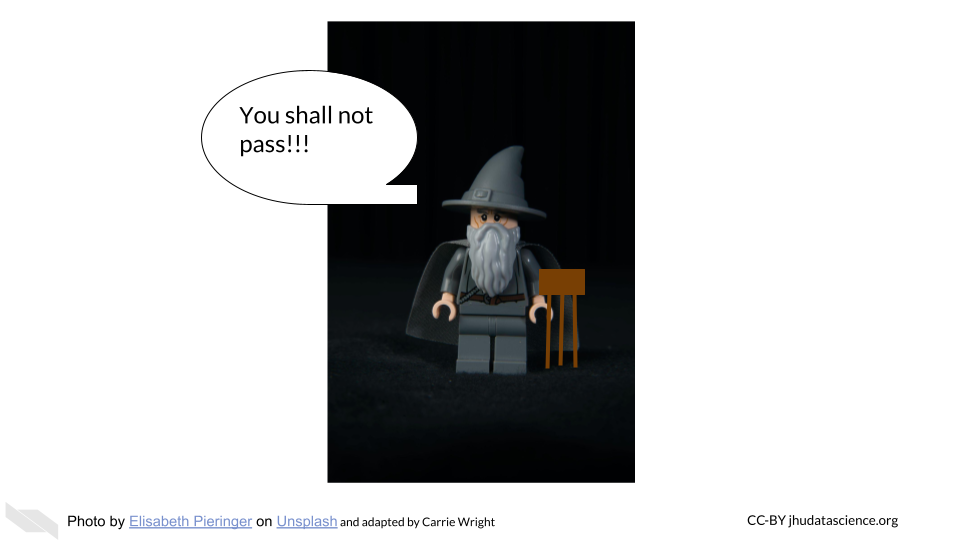 You shall not
pass!!!
Photo by Elisabeth Pieringer on Unsplash and adapted by Carrie Wright
CC-BY jhudatascience.org